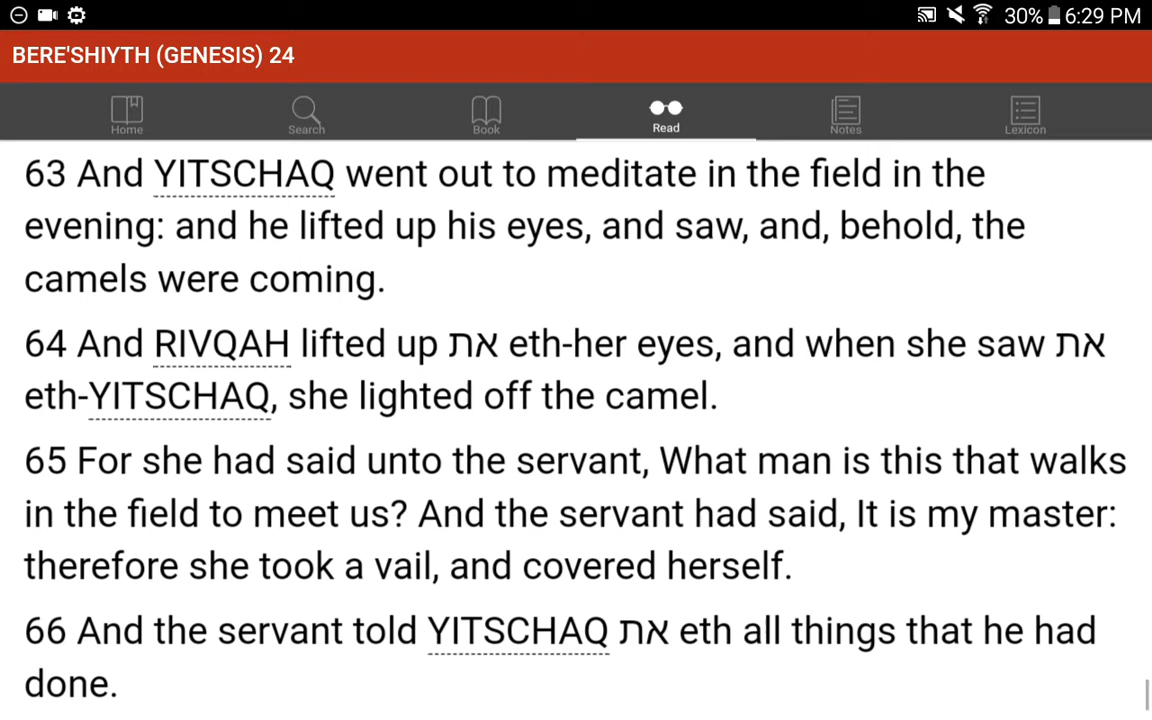 30% 6:29 PM
BERE'SHIYTH (GENESIS) 24
Home Search Book Read Notes Lexicon
63 And YITSCHAQ went out to meditate in the field in the
evening: and he lifted up his eyes, and saw, and, behold, the
camels were coming.
64 And RIVQAH lifted up את eth-her eyes, and when she saw את
eth-YITSCHAQ, she lighted off the camel.
65 For she had said unto the servant, What man is this that walks
in the field to meet us? And the servant had said, It is my master:
therefore she took a vail, and covered herself.
66 And the servant told YITSCHAQ את eth all things that he had
done.